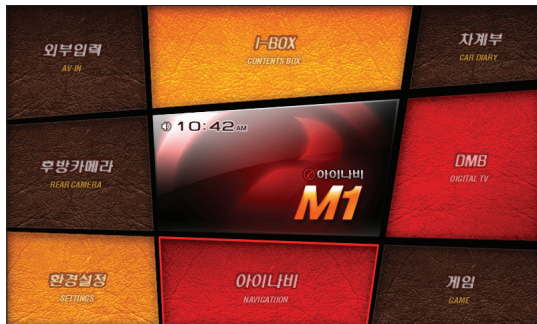 외부입력
AV-IN
I-BOX
CONTENTS BOX
차계부
CAR DIARY
후방카메라
REAR CAMERA
10:42 AM
아이나비
M1
DMB
DIGITAL TV
환경설정
SETTINGS
아이나비
NAVIGATIION
게임
GAME